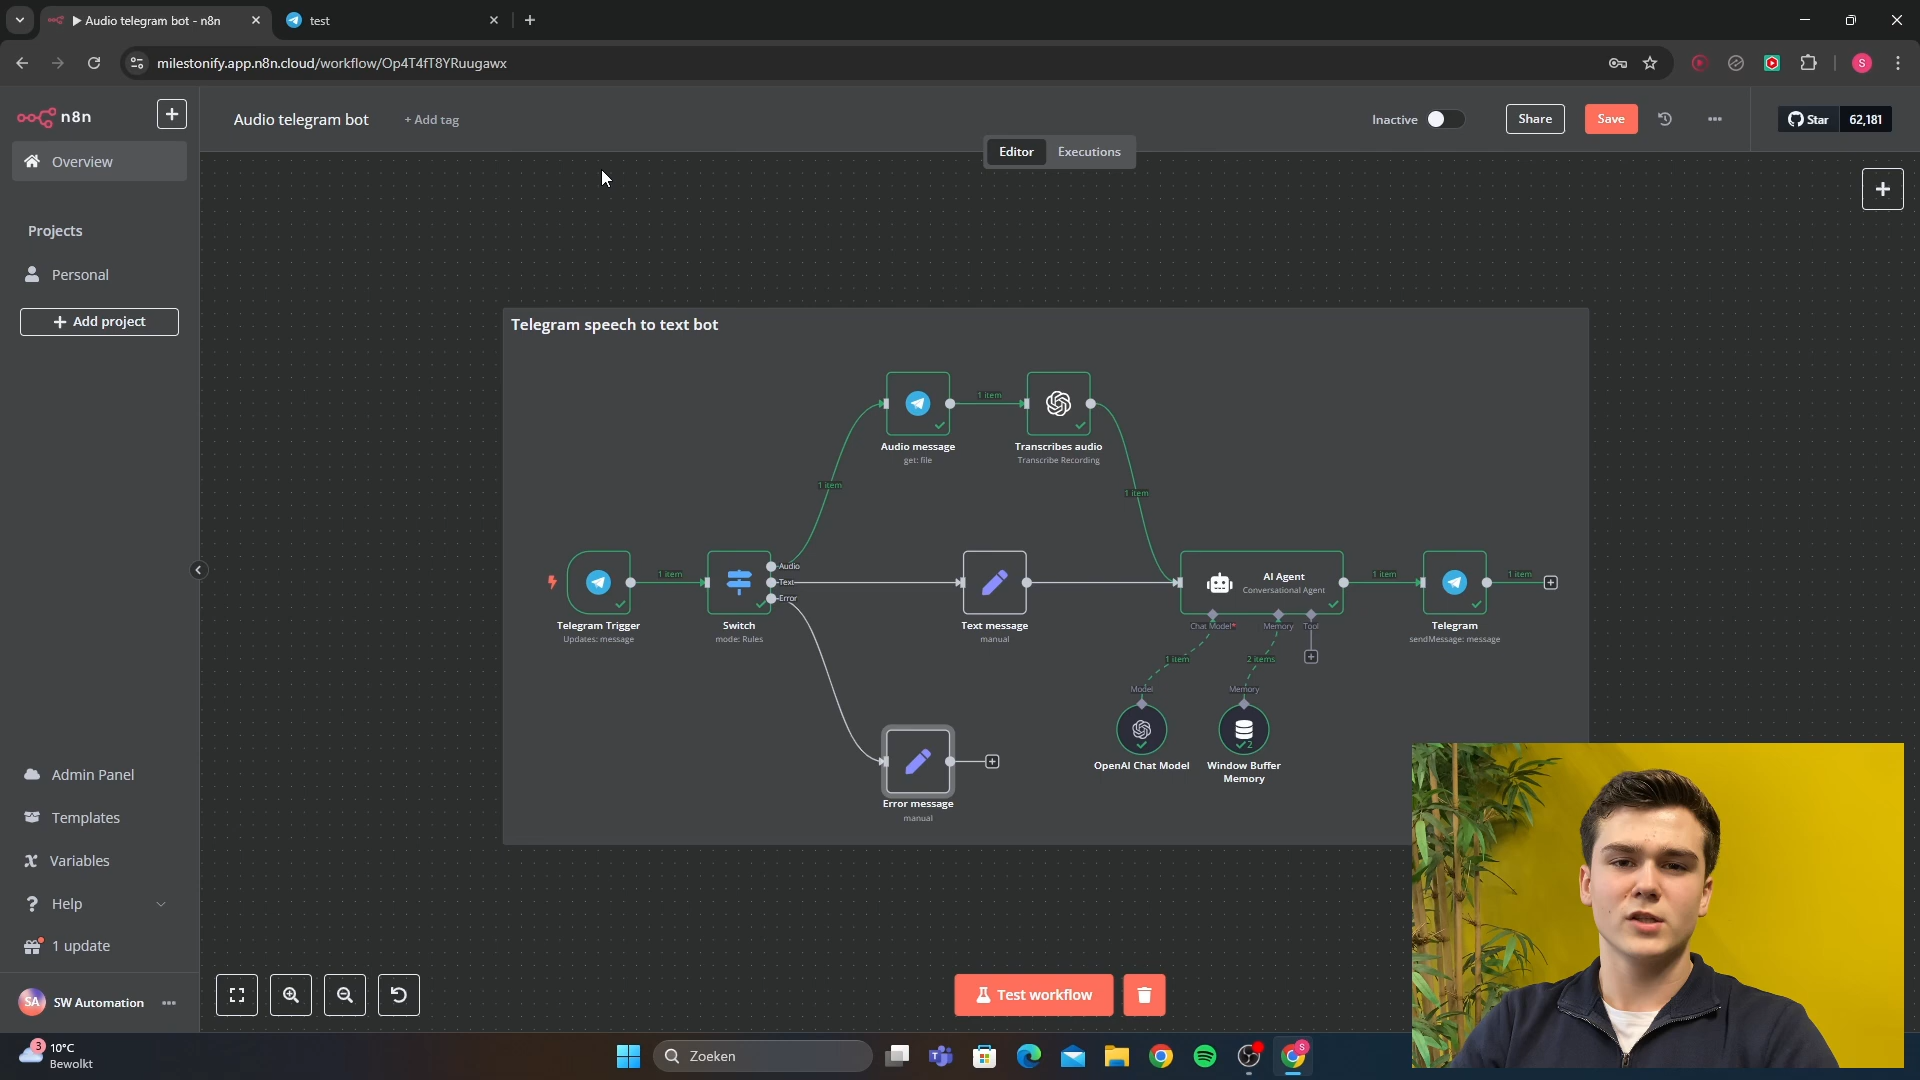 Audio telegram bot - n8n
test
milestonify.app.n8n.cloud/workflow/Op4T4fT8YRuugawx
S
n8n
Audio telegram bot
+ Add tag
Inactive
Share
Save
Star
62,181
Editor
Executions
Overview
Projects
Personal
Add project
Telegram speech to text bot
1 item
Audio message
get: file
Transcribes audio
Transcribe Recording
1 item
1 item
Audio
Text
Error
1 item
Telegram Trigger
Updates: message
Switch
mode: Rules
Text message
manual
AI Agent
Conversational Agent
Chat Model*
Memory
Tool
1 item
1 item
Telegram
sendMessage: message
1 item
2 items
Model
Memory
2
OpenAI Chat Model
Window Buffer
Memory
Error message
manual
Admin Panel
Templates
Variables
Help
1 update
SA
SW Automation
Test workflow
3
10°C
Bewolkt
Zoeken
S